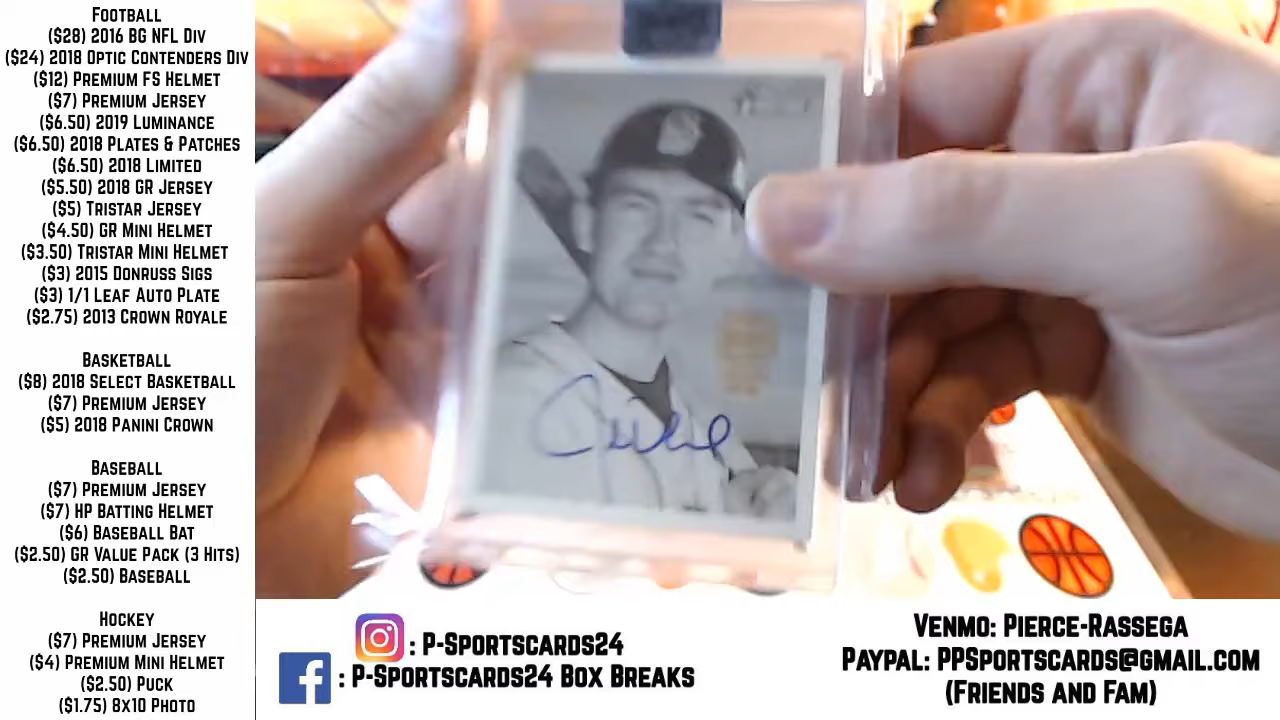 Football
($28) 2016 BG NFL Div
($24) 2018 Optic Contenders Div
($12) Premium FS Helmet
($7) Premium Jersey
($6.50) 2019 Luminance
($6.50) 2018 Plates & Patches
($6.50) 2018 Limited
($5.50) 2018 GR Jersey
($5) Tristar Jersey
($4.50) GR Mini Helmet
($3.50) Tristar Mini Helmet
($3) 2015 Donruss Sigs
($3) 1/1 Leaf Auto Plate
($2.75) 2013 Crown Royale
Basketball
($8) 2018 Select Basketball
($7) Premium Jersey
($5) 2018 Panini Crown
Baseball
($7) Premium Jersey
($7) HP Batting Helmet
($6) Baseball Bat
($2.50) GR Value Pack (3 Hits)
($2.50) Baseball
Hockey
($7) Premium Jersey
($4) Premium Mini Helmet
($2.50) Puck
($1.75) 8x10 Photo
: P-Sportscards24
: P-Sportscards24 Box Breaks
Venmo: Pierce-Rassega
PayPal: PPSportscards@gmail.com
(Friends and Fam)